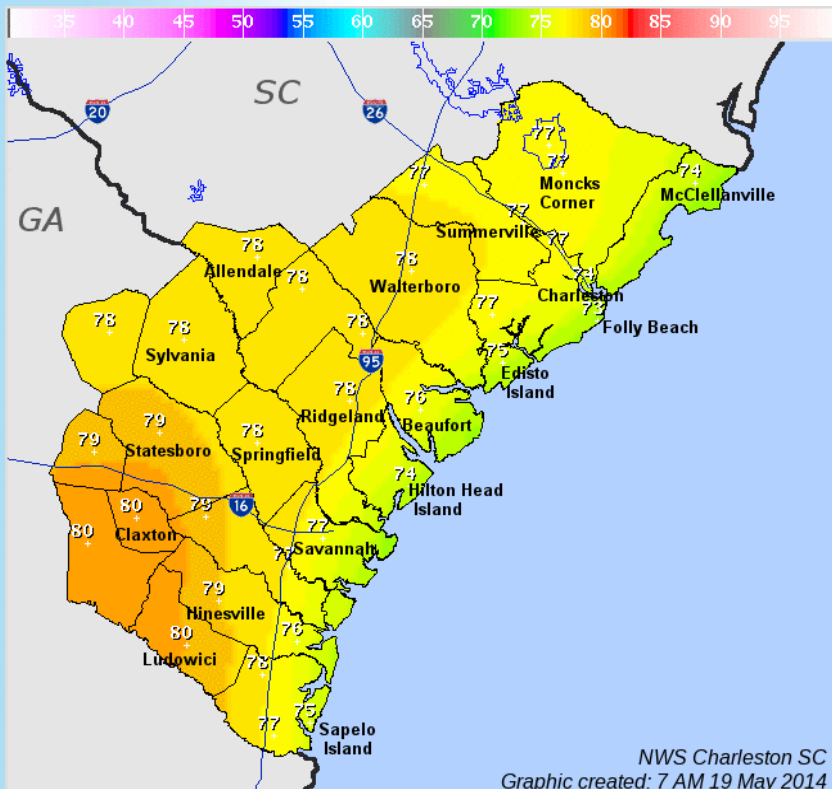 35 40 45 50 55 60 65 70 75 80 85 90 95
SC
20
26
77
77
77
Moncks
Corner
74
McClellanville
GA
77
Summerville
77
78
Allendale
78
78
Walterboro
74
Charleston
77
73
Folly Beach
78
78
Sylvania
78
95
75
Edisto
Island
78
Ridgeland
76
Beaufort
79
79
Statesboro
78
Springfield
74
Hilton Head
Island
80
80
Claxton
79
16
77
Savannah
77
79
Hinesville
80
Ludowici
76
78
77
75
Sapelo
Island
NWS Charleston SC
Graphic created: 7 AM 19 May 2014